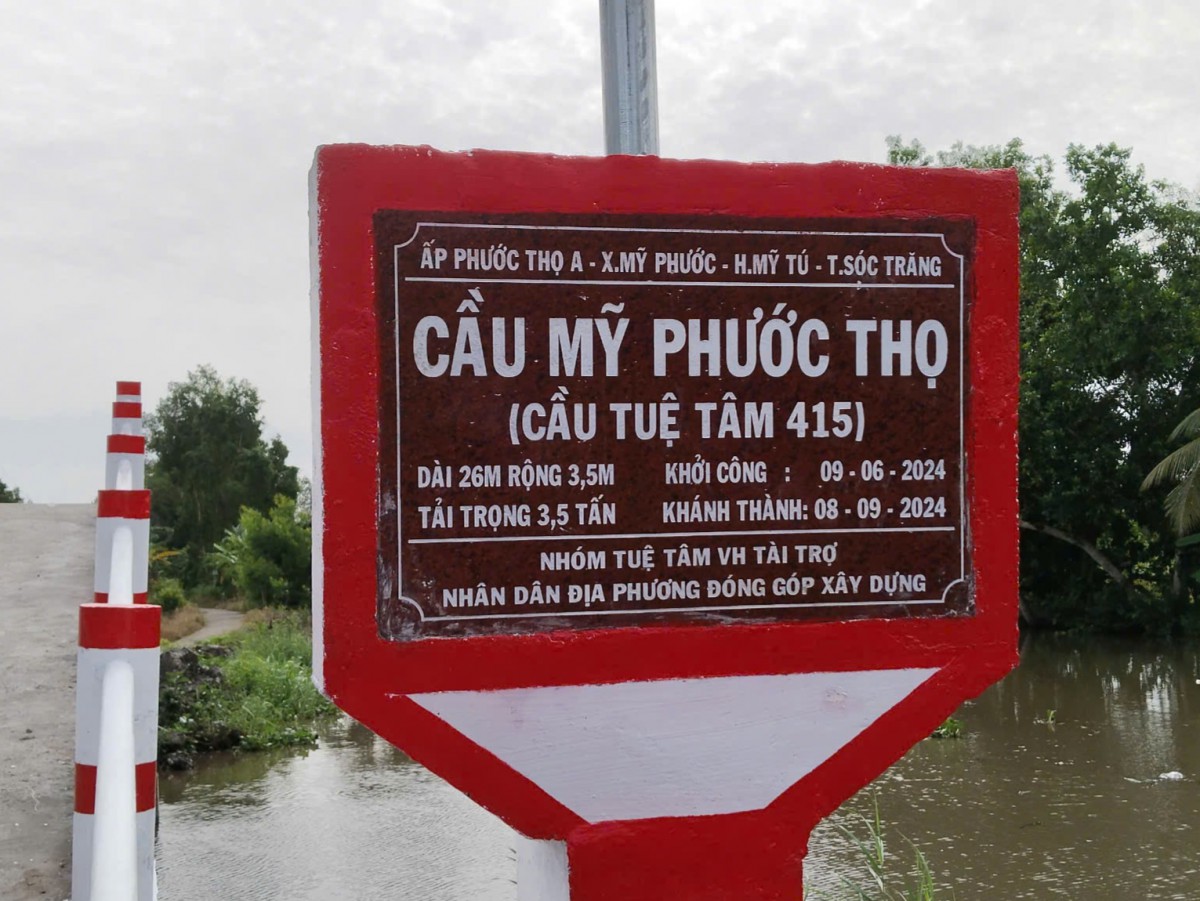 ẤP PHƯỚC THỌ A - X.MỸ PHƯỚC - H.MỸ TÚ - T.SÓC TRĂNG
CẦU MỸ PHƯỚC THỌ
(CẦU TUỆ TÂM 415)
DÀI 26M RỘNG 3,5M KHỞI CÔNG : 09 - 06 - 2024
TẢI TRỌNG 3,5 TẤN KHÁNH THÀNH: 08 - 09 - 2024
NHÓM TUỆ TÂM VH TÀI TRỢ
NHÂN DÂN ĐỊA PHƯƠNG ĐÓNG GÓP XÂY DỰNG